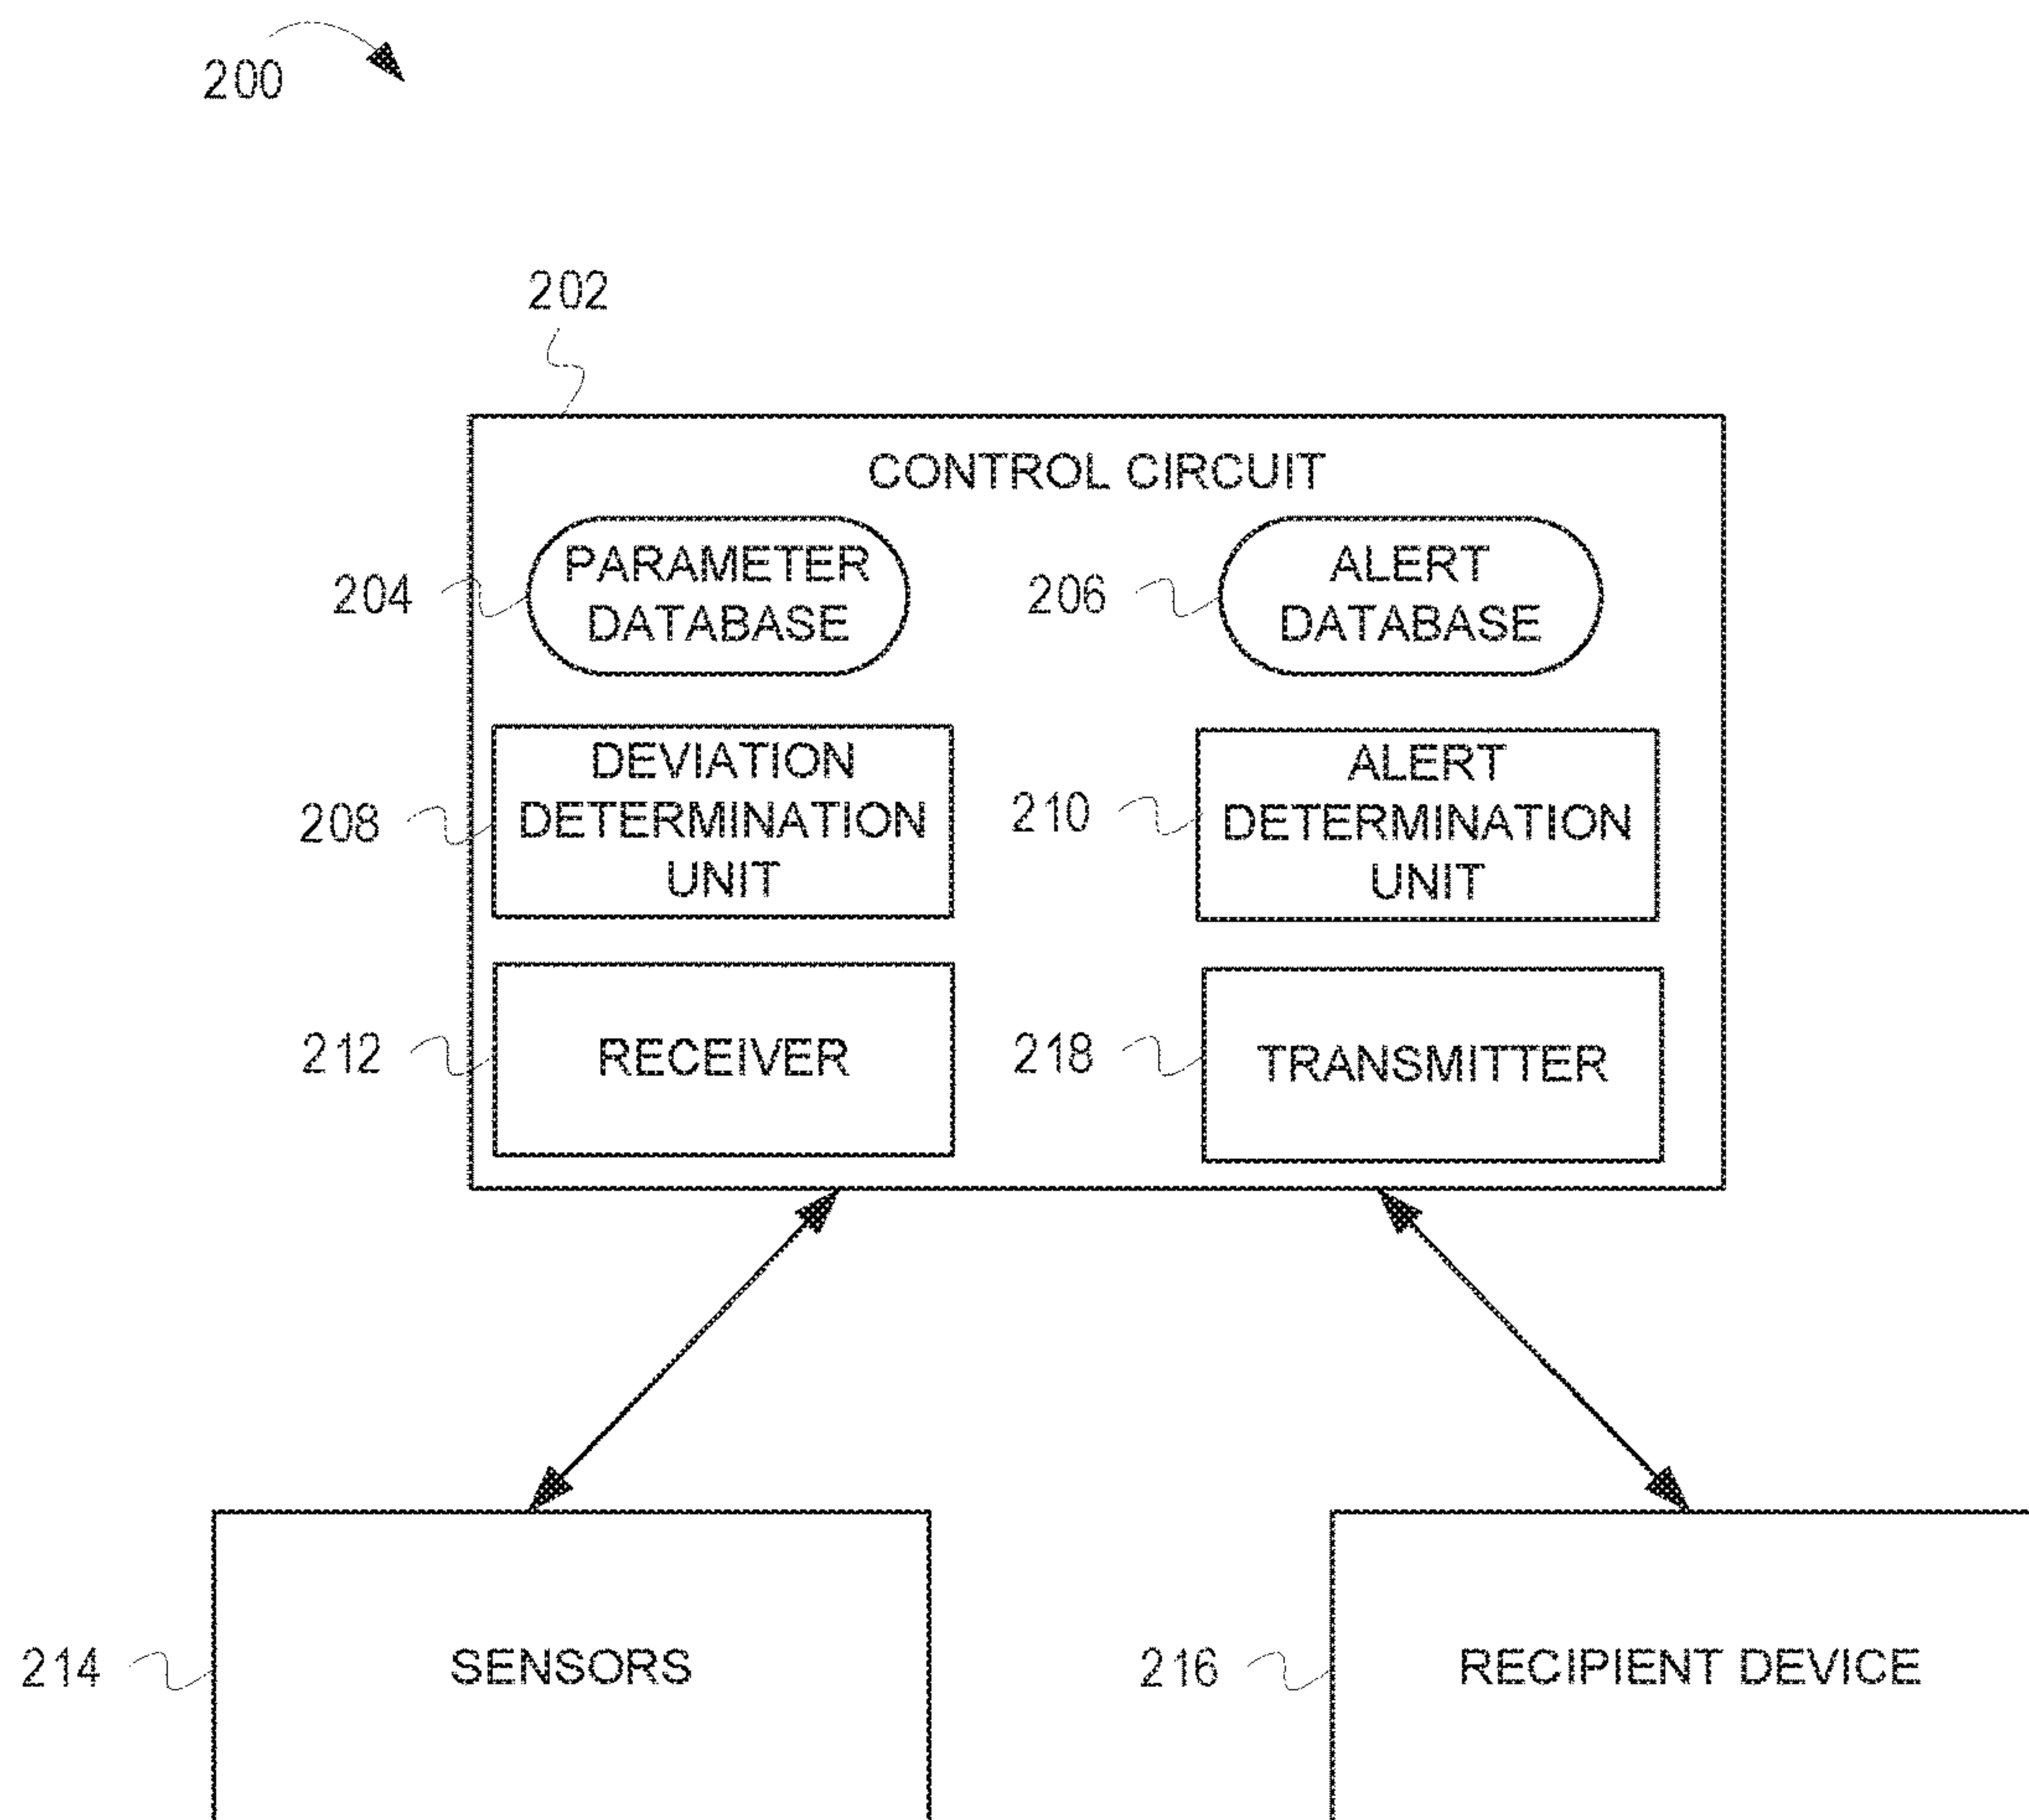 200
202
CONTROL CIRCUIT
204
PARAMETER
DATABASE
206
ALERT
DATABASE
208
DEVIATION
DETERMINATION
UNIT
210
ALERT
DETERMINATION
UNIT
212
RECEIVER
218
TRANSMITTER
214
SENSORS
216
RECIPIENT DEVICE